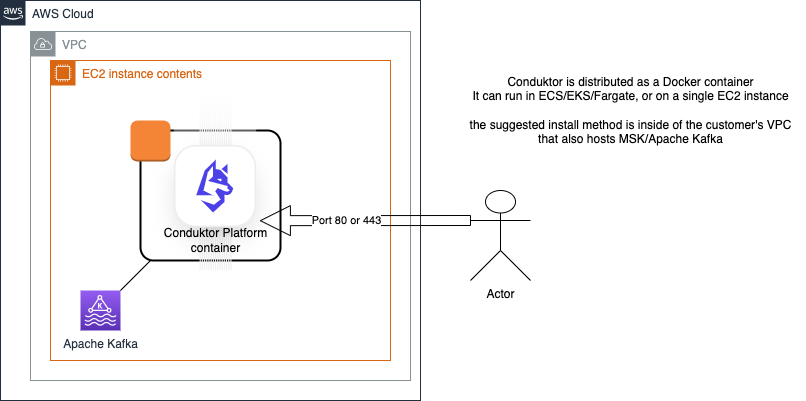 aws
AWS Cloud
VPC
EC2 instance contents
Conduktor is distributed as a Docker container
It can run in ECS/EKS/Fargate, or on a single EC2 instance
the suggested install method is inside of the customer's VPC
that also hosts MSK/Apache Kafka
Port 80 or 443
Conduktor Platform
container
Actor
K
Apache Kafka